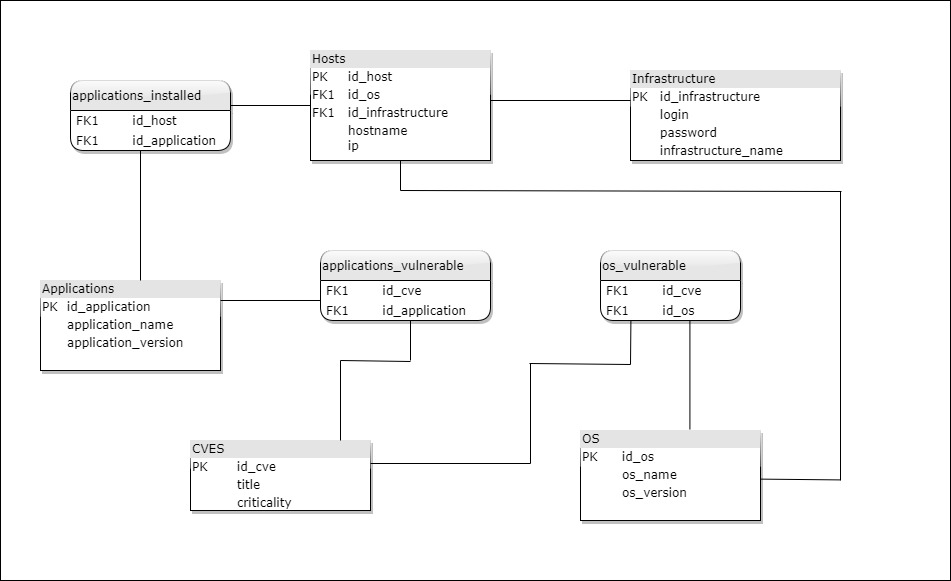 Hosts
PK id_host
FK1 id_os
FK1 id_infrastructure
hostname
ip
Infrastructure
PK id_infrastructure
login
password
infrastructure_name
applications_installed
FK1 id_host
FK1 id_application
applications_vulnerable
FK1 id_cve
FK1 id_application
os_vulnerable
FK1 id_cve
FK1 id_os
Applications
PK id_application
application_name
application_version
CVES
PK id_cve
title
criticality
OS
PK id_os
os_name
os_version